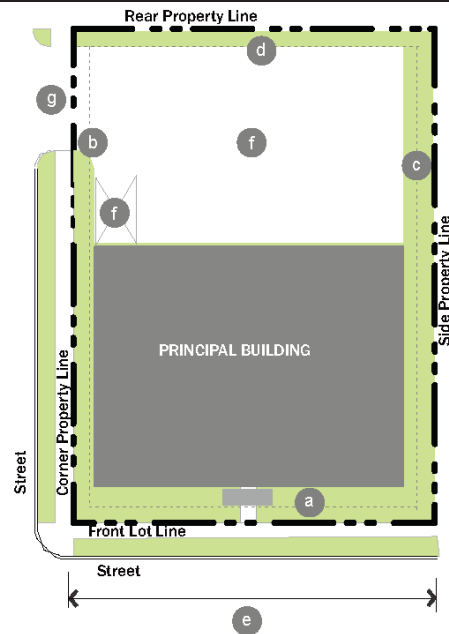 Rear Property Line
d
g
b
f
c
f
Side Property Line
PRINCIPAL BUILDING
Corner Property Line
Street
a
Front Lot Line
Street
e